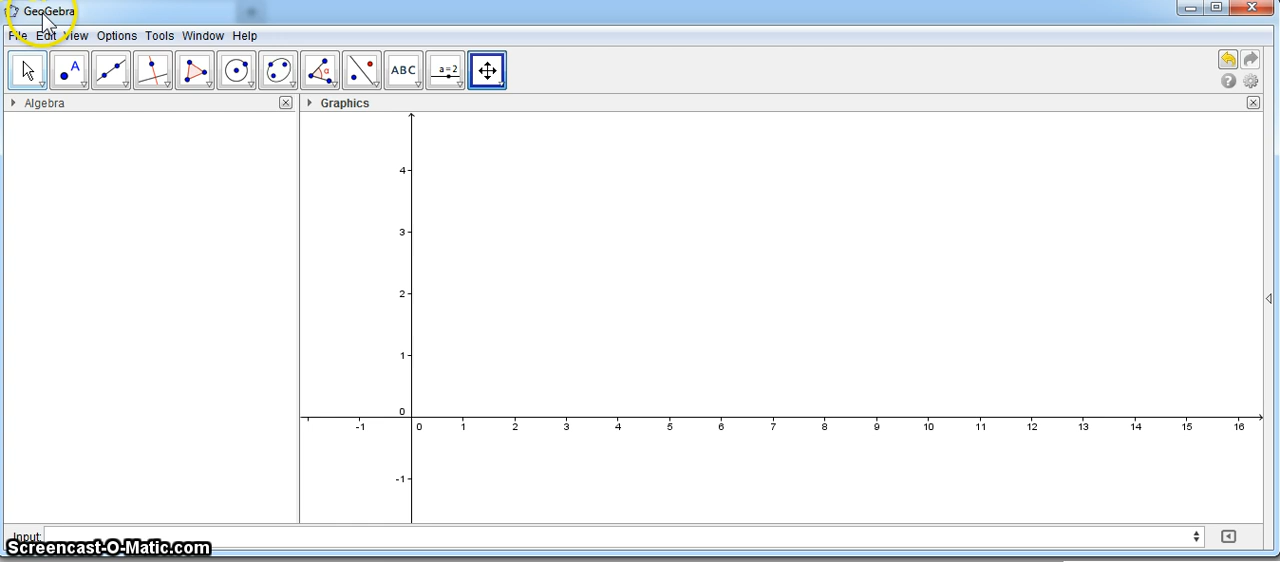 GeoGebra
File Edit View Options Tools Window Help
A α ABC a=2
Algebra Graphics
4
3
2
1
0
-1 0 1 2 3 4 5 6 7 8 9 10 11 12 13 14 15 16
-1
Input:
Screencast-O-Matic.com